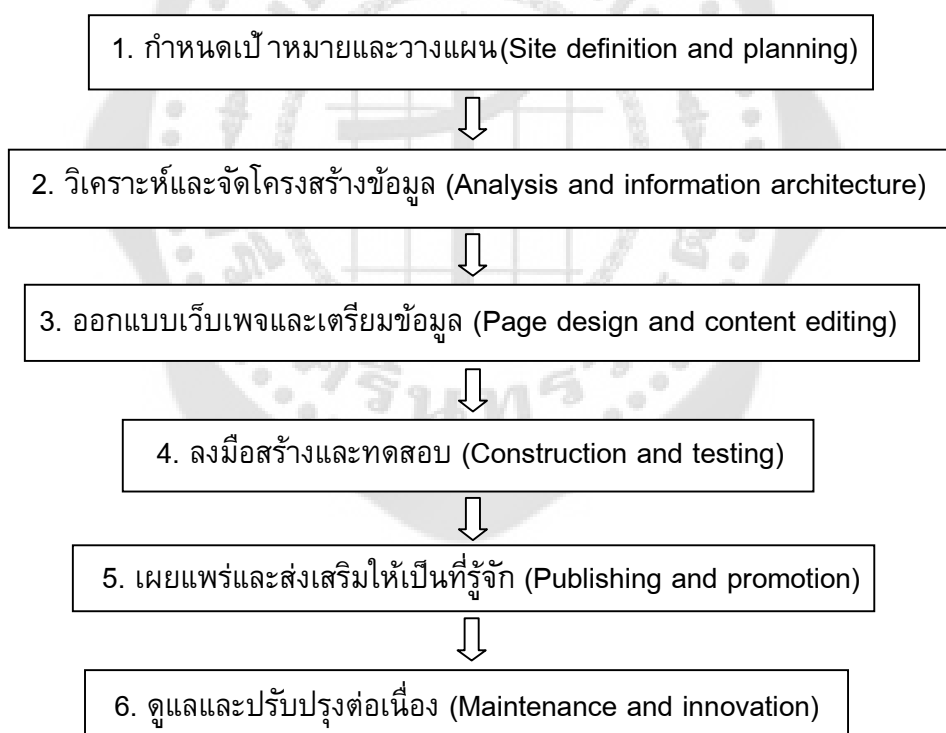 1. กำหนดเป้าหมายและวางแผน(Site definition and planning)
2. วิเคราะห์และจัดโครงสร้างข้อมูล (Analysis and information architecture)
3. ออกแบบเว็บเพจและเตรียมข้อมูล (Page design and content editing)
4. ลงมือสร้างและทดสอบ (Construction and testing)
5. เผยแพร่และส่งเสริมให้เป็นที่รู้จัก (Publishing and promotion)
6. ดูแลและปรับปรุงต่อเนื่อง (Maintenance and innovation)